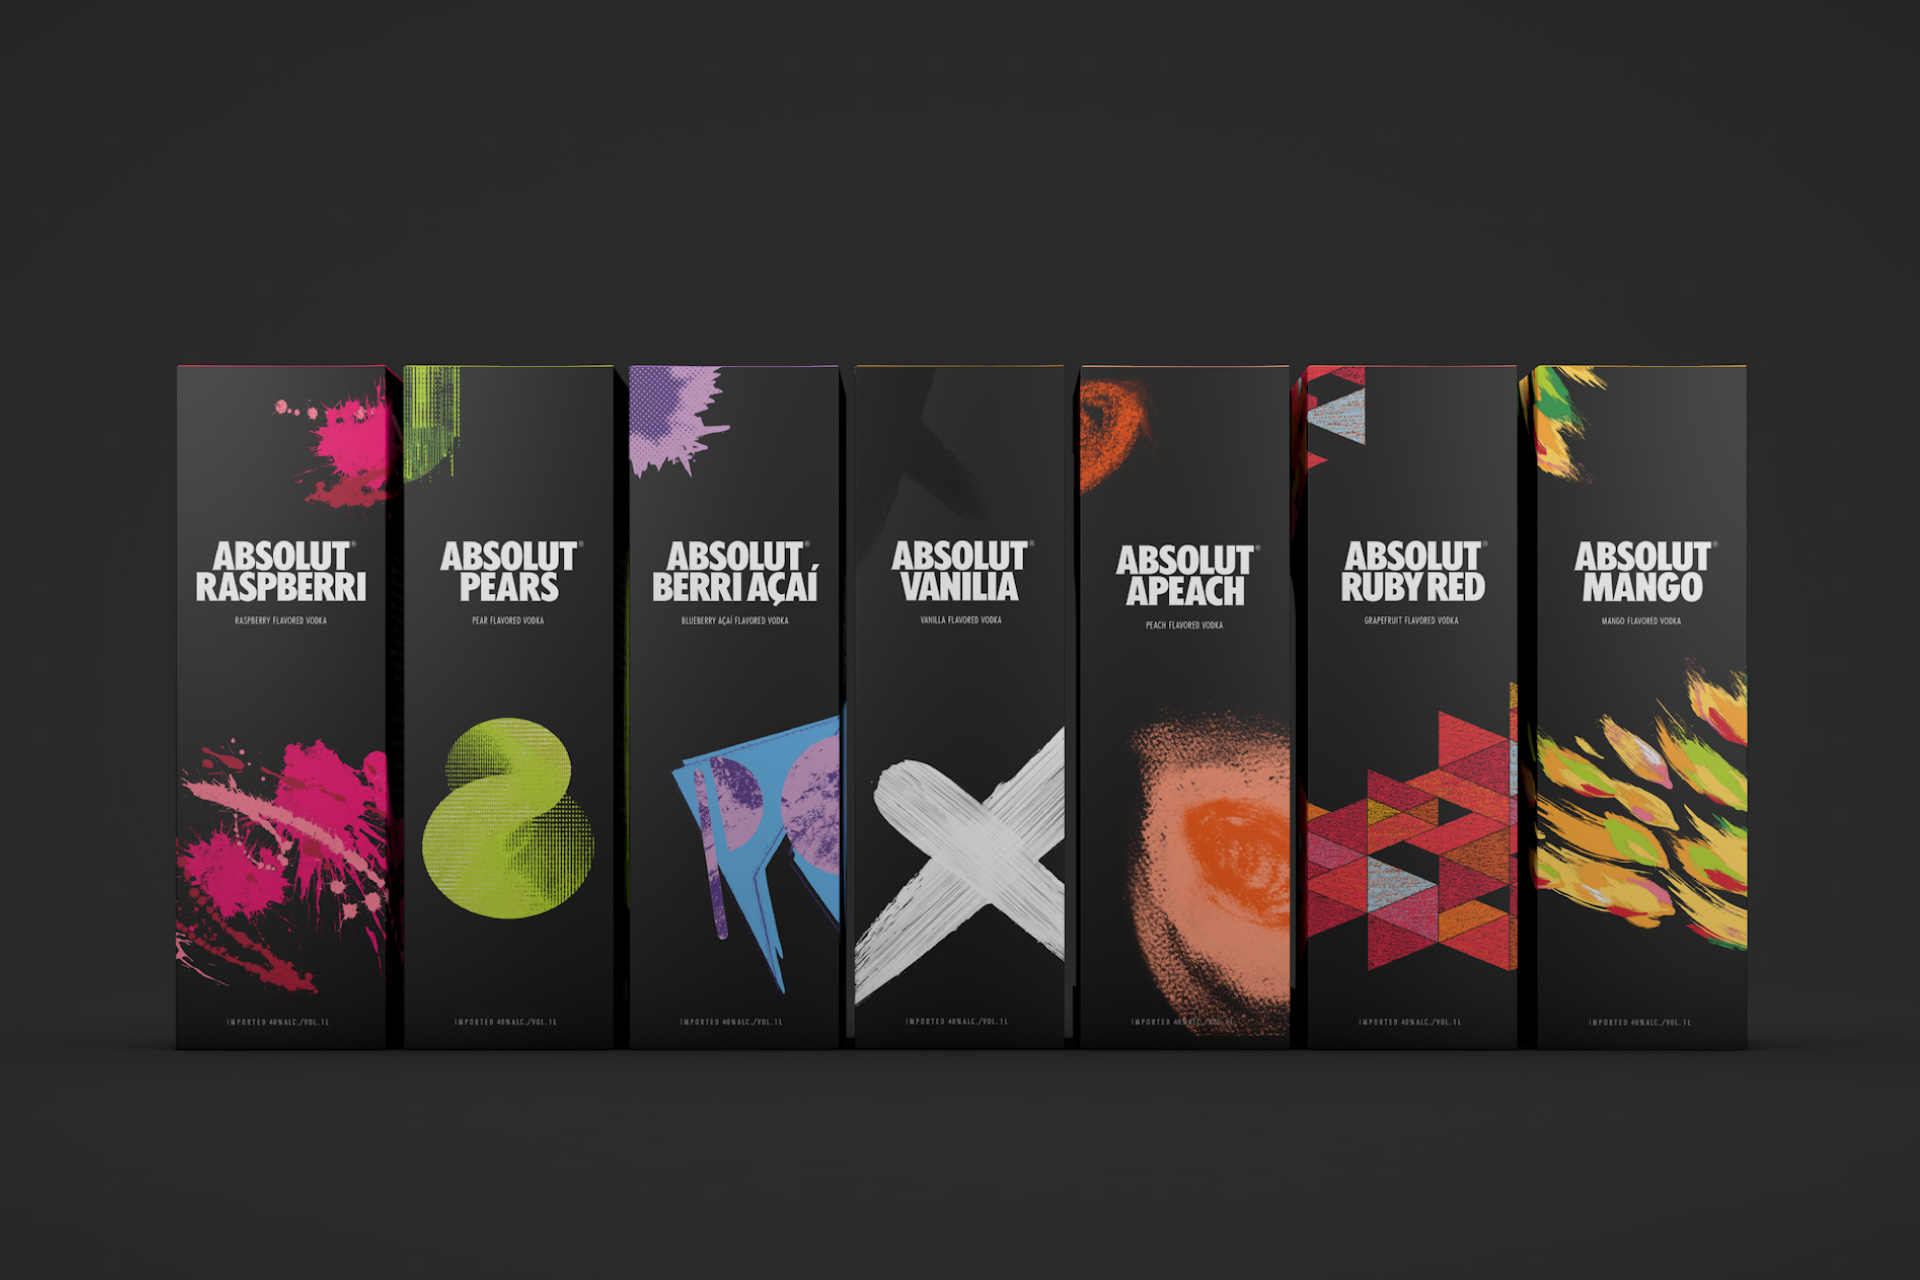 ABSOLUT®
RASPBERRI
RASPBERRY FLAVORED VODKA
IMPORTED 40%ALC./VOL. 1L
ABSOLUT®
PEARS
PEAR FLAVORED VODKA
IMPORTED 40%ALC./VOL. 1L
ABSOLUT®
BERRI AÇAÍ
BLUEBERRY AÇAÍ FLAVORED VODKA
IMPORTED 40%ALC./VOL. 1L
ABSOLUT®
VANILIA
VANILLA FLAVORED VODKA
IMPORTED 40%ALC./VOL. 1L
ABSOLUT®
APEACH
PEACH FLAVORED VODKA
IMPORTED 40%ALC./VOL. 1L
ABSOLUT®
RUBY RED
GRAPEFRUIT FLAVORED VODKA
IMPORTED 40%ALC./VOL. 1L
ABSOLUT®
MANGO
MANGO FLAVORED VODKA
IMPORTED 40%ALC./VOL. 1L